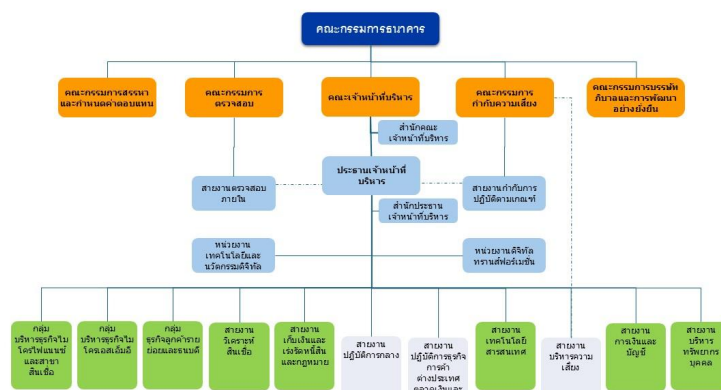 คณะกรรมการธนาคาร
คณะกรรมการสรรหา
และกำหนดค่าตอบแทน
คณะกรรมการ
ตรวจสอบ
คณะเจ้าหน้าที่บริหาร
คณะกรรมการ
กำกับความเสี่ยง
คณะกรรมการบรรษัท
ภิบาลและการพัฒนา
อย่างยั่งยืน
สำนักคณะ
เจ้าหน้าที่บริหาร
ประธานเจ้าหน้าที่
บริหาร
สายงานตรวจสอบ
ภายใน
สายงานกำกับการ
ปฏิบัติตามเกณฑ์
สำนักประธาน
เจ้าหน้าที่บริหาร
หน่วยงาน
เทคโนโลยีและ
นวัตกรรมดิจิทัล
หน่วยงานดิจิทัล
ทรานส์ฟอร์เมชัน
กลุ่ม
บริหารธุรกิจไม
โครไฟแนนซ์
และสาขา
สินเชื่อ
กลุ่ม
บริหารธุรกิจไม
โครเอสเอ็มอี
กลุ่ม
ธุรกิจลูกค้าราย
ย่อยและธนบดี
สายงาน
วิเคราะห์
สินเชื่อ
สายงาน
เก็บเงินและ
เร่งรัดหนี้สิน
และกฎหมาย
สายงาน
ปฏิบัติการกลาง
สายงาน
ปฏิบัติการธุรกิจ
การค้า
ต่างประเทศ
ตลาดเงินและ
สายงาน
เทคโนโลยี
สารสนเทศ
สายงาน
บริหารความ
เสี่ยง
สายงาน
การเงินและ
บัญชี
สายงาน
บริหาร
ทรัพยากร
บุคคล